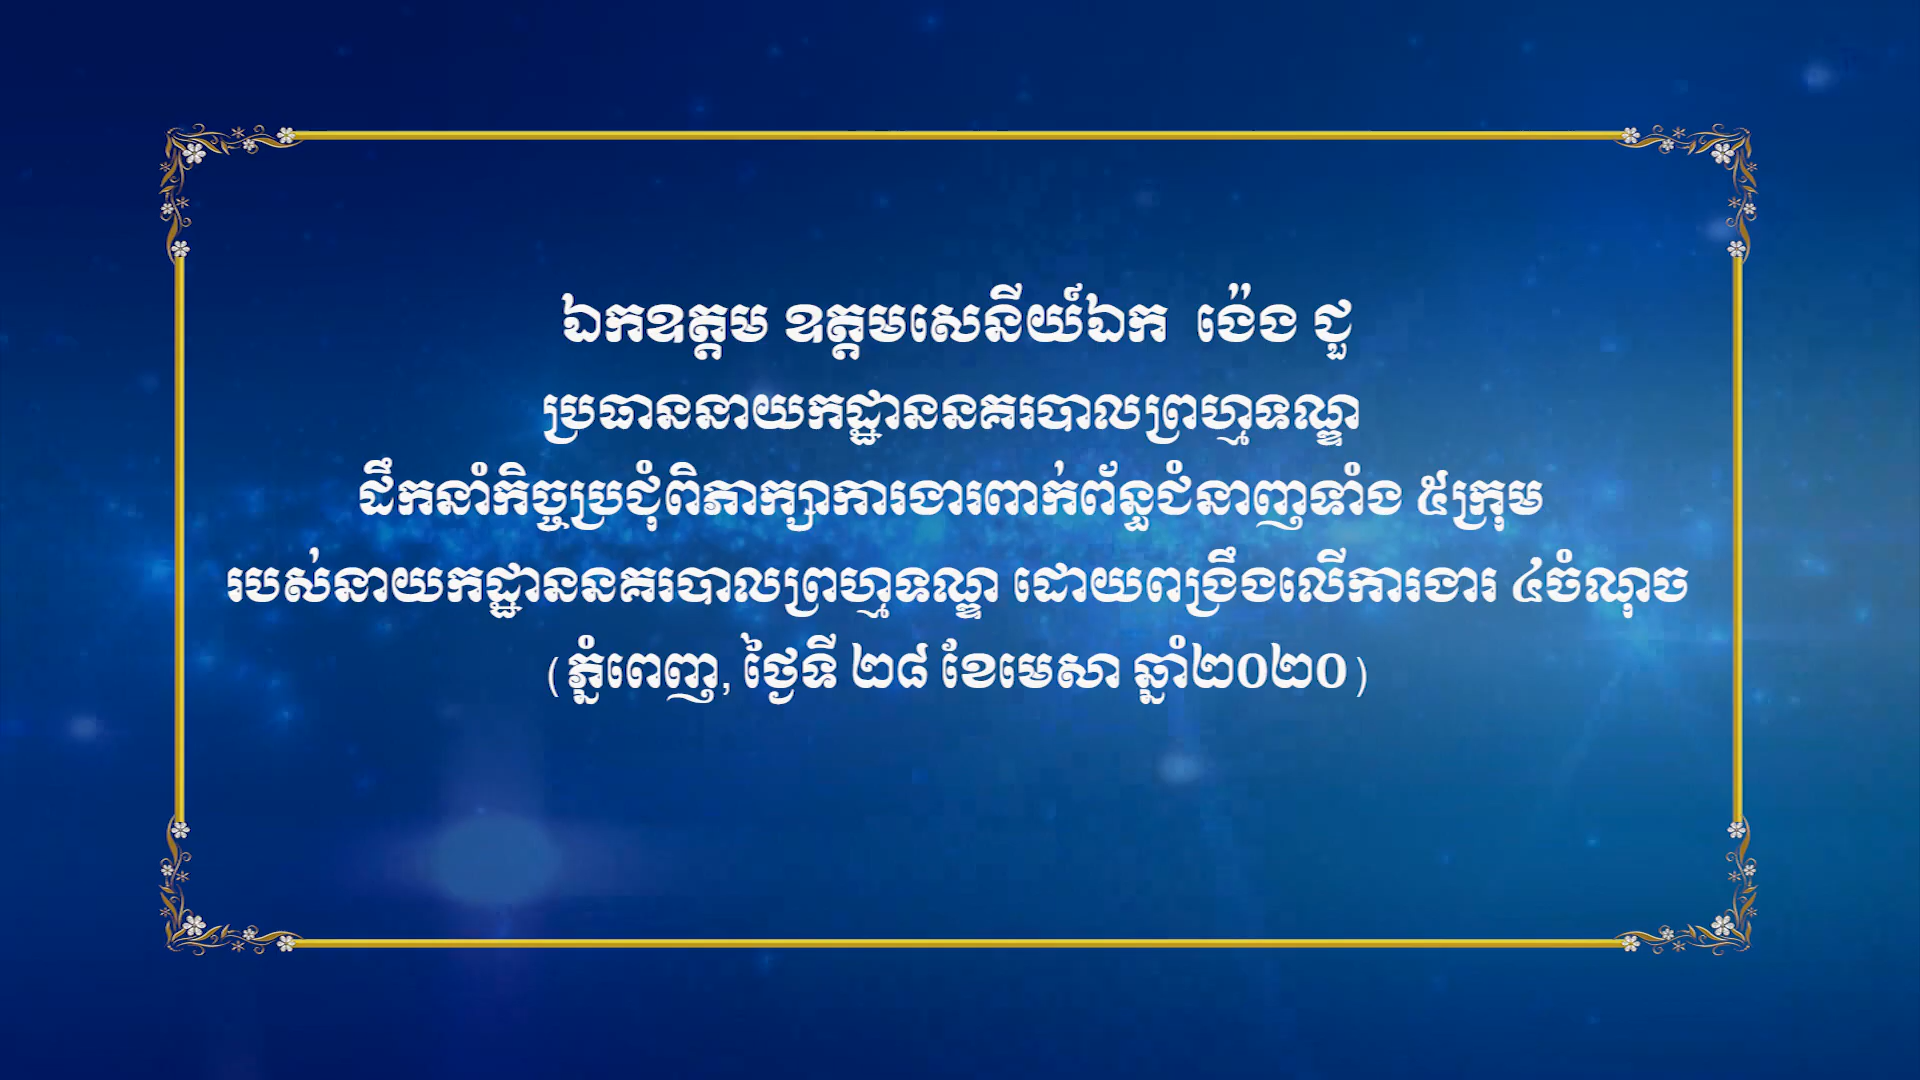 ឯកឧត្តម ឧត្តមសេនីយ៍ឯក ង៉េង ជួ
ប្រធាននាយកដ្ឋាននគរបាលព្រហ្មទណ្ឌ
ដឹកនាំកិច្ចប្រជុំពិភាក្សាការងារពាក់ព័ន្ធជំនាញទាំង ៥ក្រុម
របស់នាយកដ្ឋាននគរបាលព្រហ្មទណ្ឌ ដោយពង្រឹងលើការងារ ៤ចំណុច
(ភ្នំពេញ, ថ្ងៃទី ២៨ ខែមេសា ឆ្នាំ២០២០)